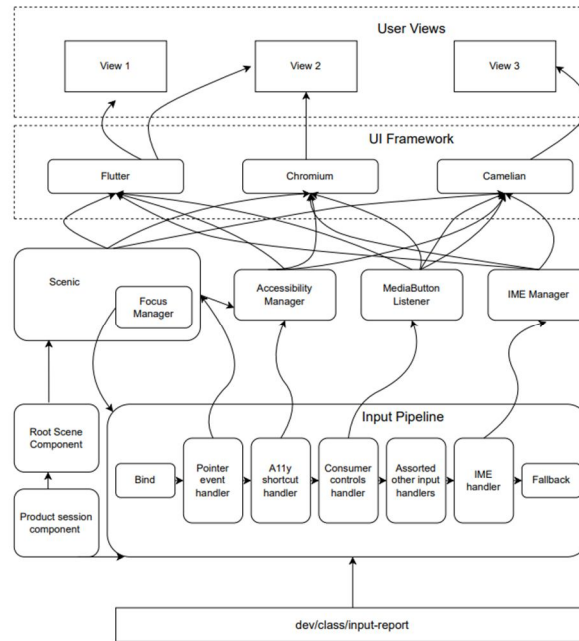 User Views
View 1
View 2
View 3
UI Framework
Flutter
Chromium
Camelian
Scenic
Focus
Manager
Accessibility
Manager
MediaButton
Listener
IME Manager
Input Pipeline
Root Scene
Component
Product session
component
Bind
Pointer
event
handler
A11y
shortcut
handler
Consumer
controls
handler
Assorted
other input
handlers
IME
handler
Fallback
dev/class/input-report